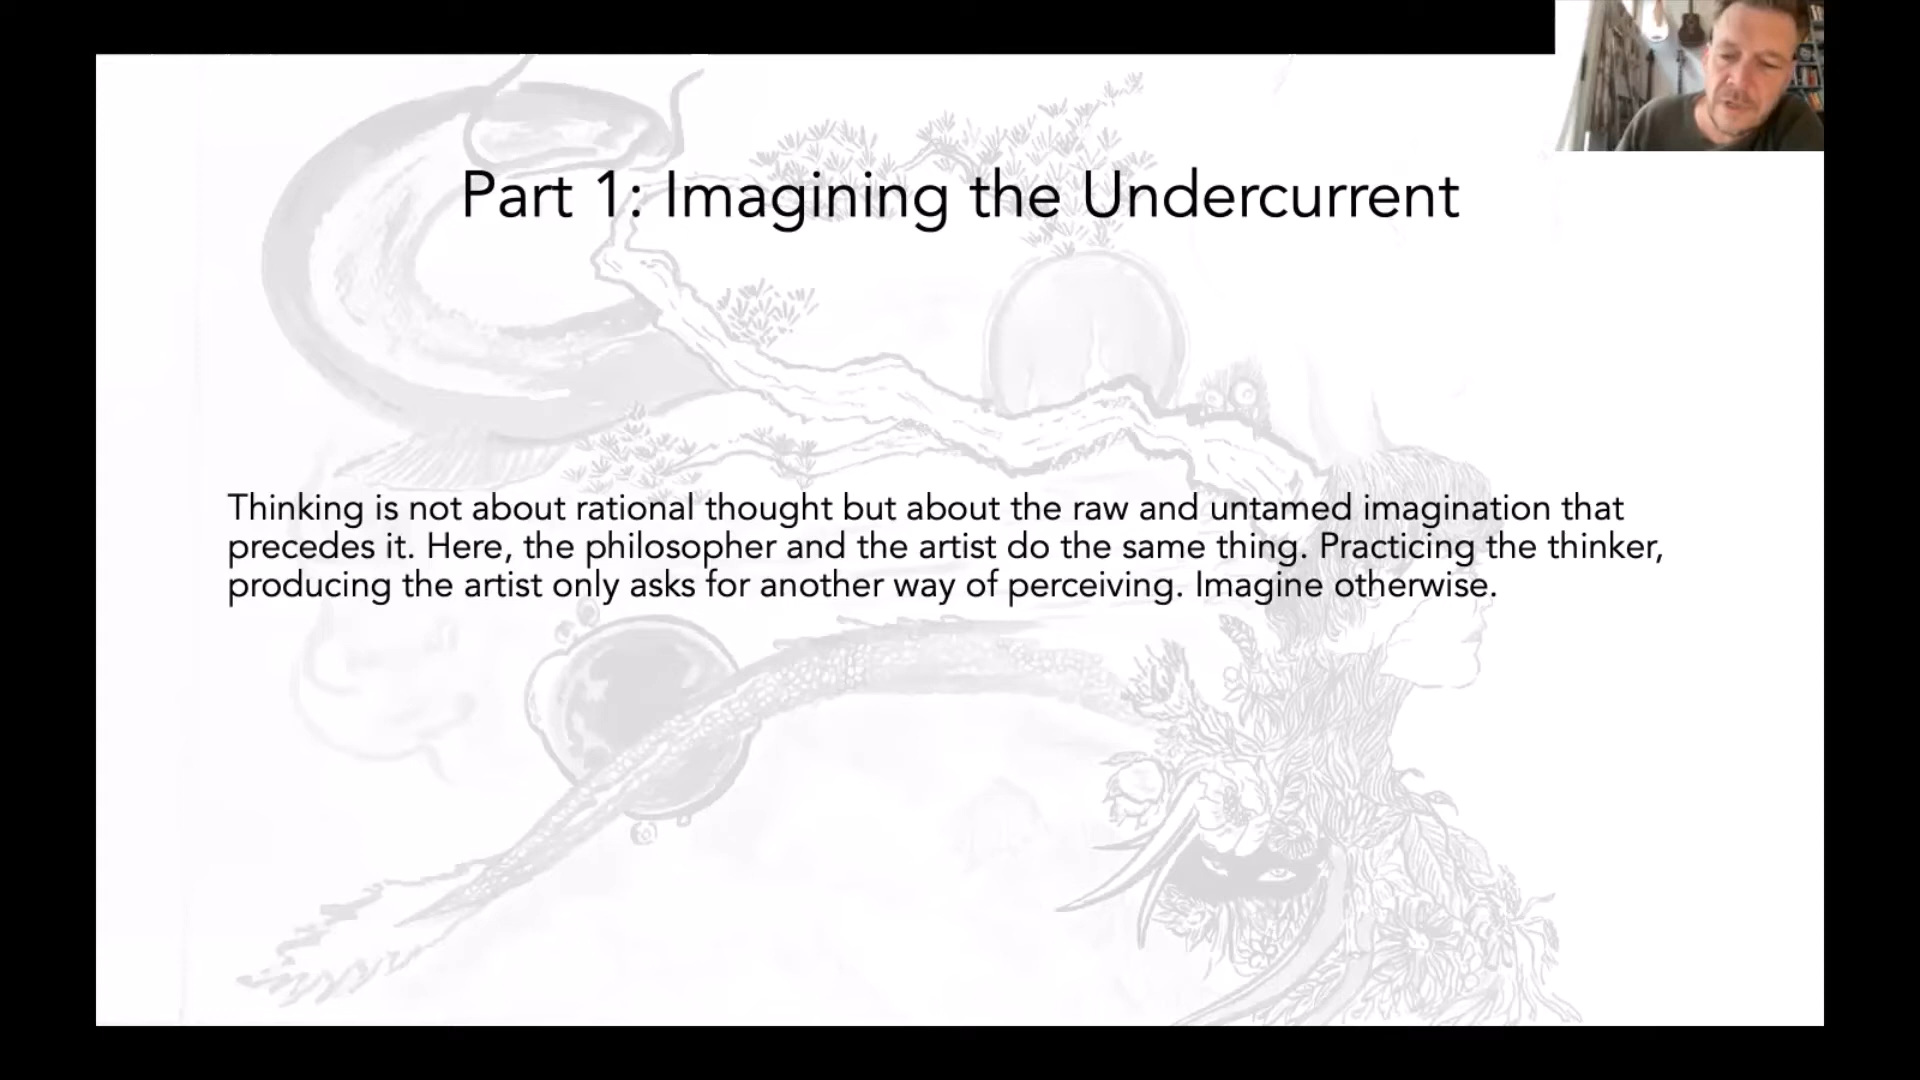 Part 1: Imagining the Undercurrent
Thinking is not about rational thought but about the raw and untamed imagination that
precedes it. Here, the philosopher and the artist do the same thing. Practicing the thinker,
producing the artist only asks for another way of perceiving. Imagine otherwise.